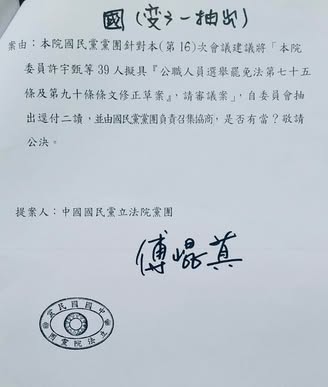 國(變3一抽出)
案由：本院國民黨黨團針對本(第16)次會議建議將「本院
委員許宇甄等39人擬具『公職人員選舉罷免法第七十五
條及第九十條條文修正草案』，請審議案」，自委員會抽
出逕付二讀，並由國民黨黨團負責召集協商，是否有當？敬請
公決。
提案人：中國國民黨立法院黨團
傅崐萁
中國國民黨
立法院黨團